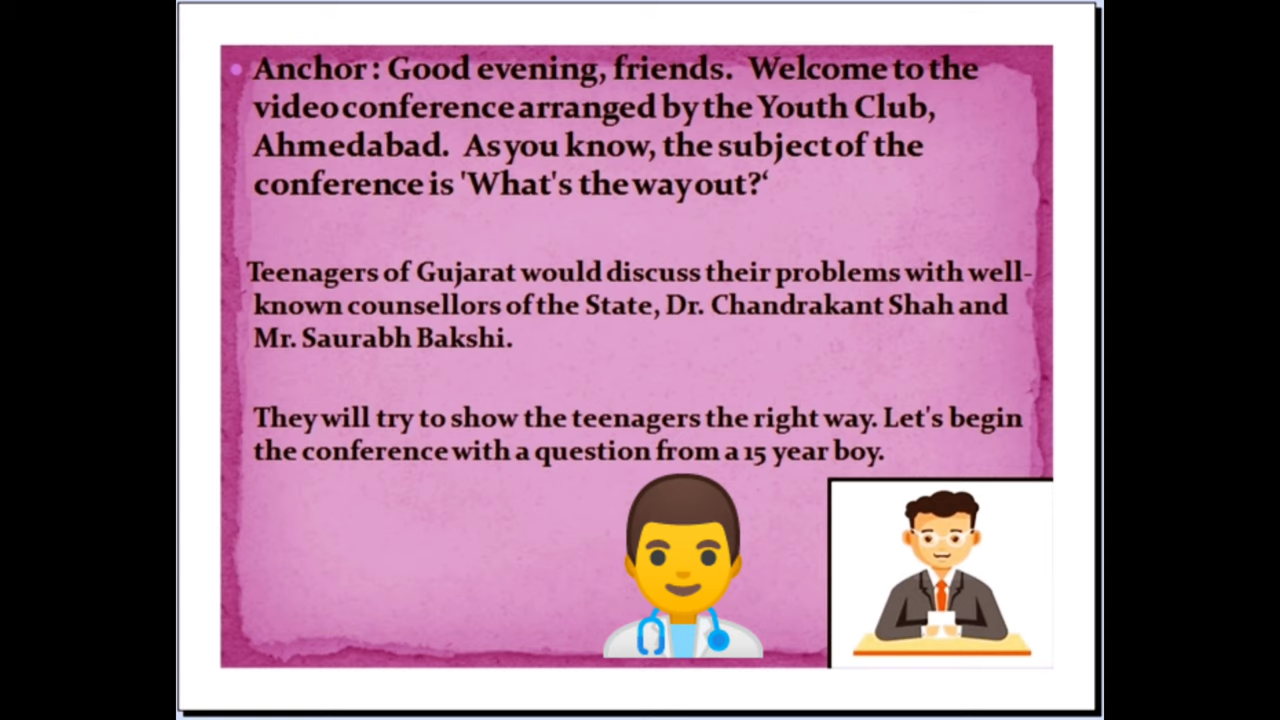 Anchor : Good evening, friends. Welcome to the
video conference arranged by the Youth Club,
Ahmedabad. As you know, the subject of the
conference is 'What's the way out?‘
Teenagers of Gujarat would discuss their problems with well-
known counsellors of the State, Dr. Chandrakant Shah and
Mr. Saurabh Bakshi.
They will try to show the teenagers the right way. Let's begin
the conference with a question from a 15 year boy.